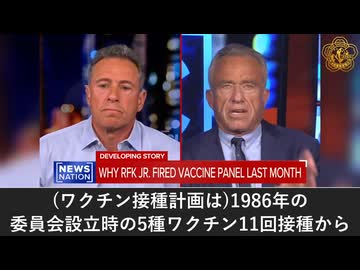 NEWS
NATION
DEVELOPING STORY
WHY RFK JR. FIRED VACCINE PANEL LAST MONTH
(ワクチン接種計画は)1986年の
委員会設立時の5種ワクチン11回接種から